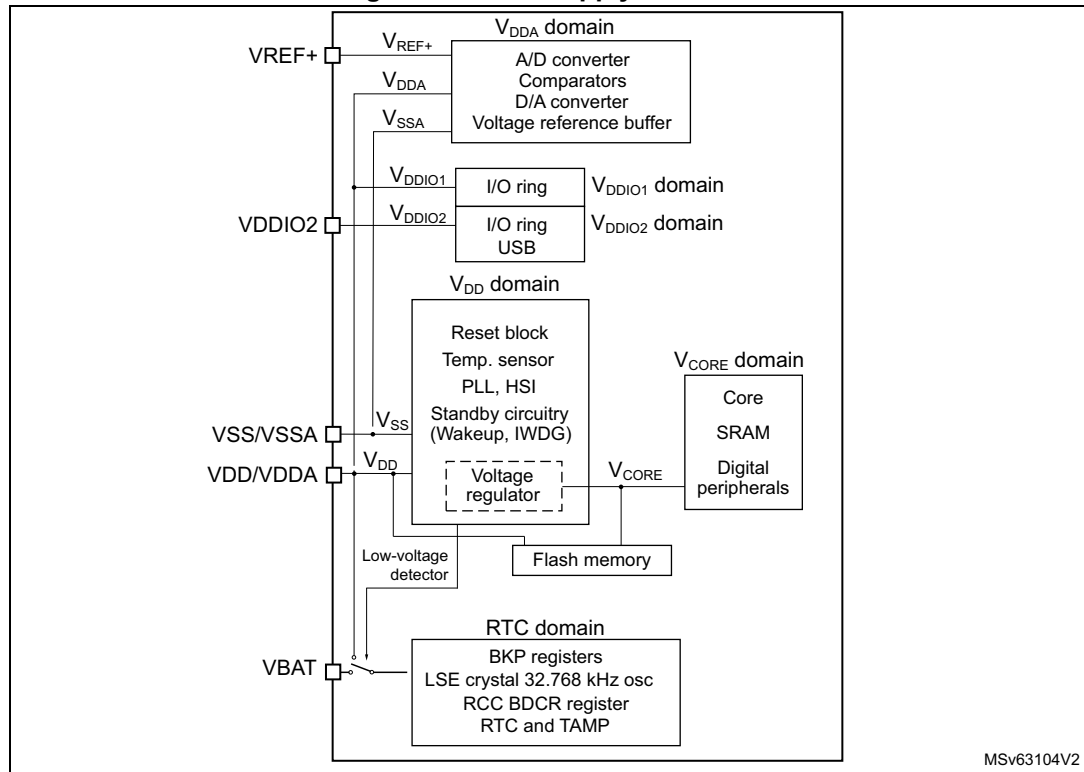 VDDA domain
VREF+
VREF+
A/D converter
Comparators
D/A converter
Voltage reference buffer
VDDA
VSSA
VDDIO1
I/O ring
VDDIO1 domain
VDDIO2
VDDIO2
I/O ring
USB
VDDIO2 domain
VDD domain
Reset block
Temp. sensor
PLL, HSI
Standby circuitry
(Wakeup, IWDG)
Voltage
regulator
VSS/VSSA
VSS
VDD/VDDA
VDD
VCORE
VCORE domain
Core
SRAM
Digital
peripherals
Low-voltage
detector
Flash memory
RTC domain
VBAT
BKP registers
LSE crystal 32.768 kHz osc
RCC BDCR register
RTC and TAMP
MSv63104V2